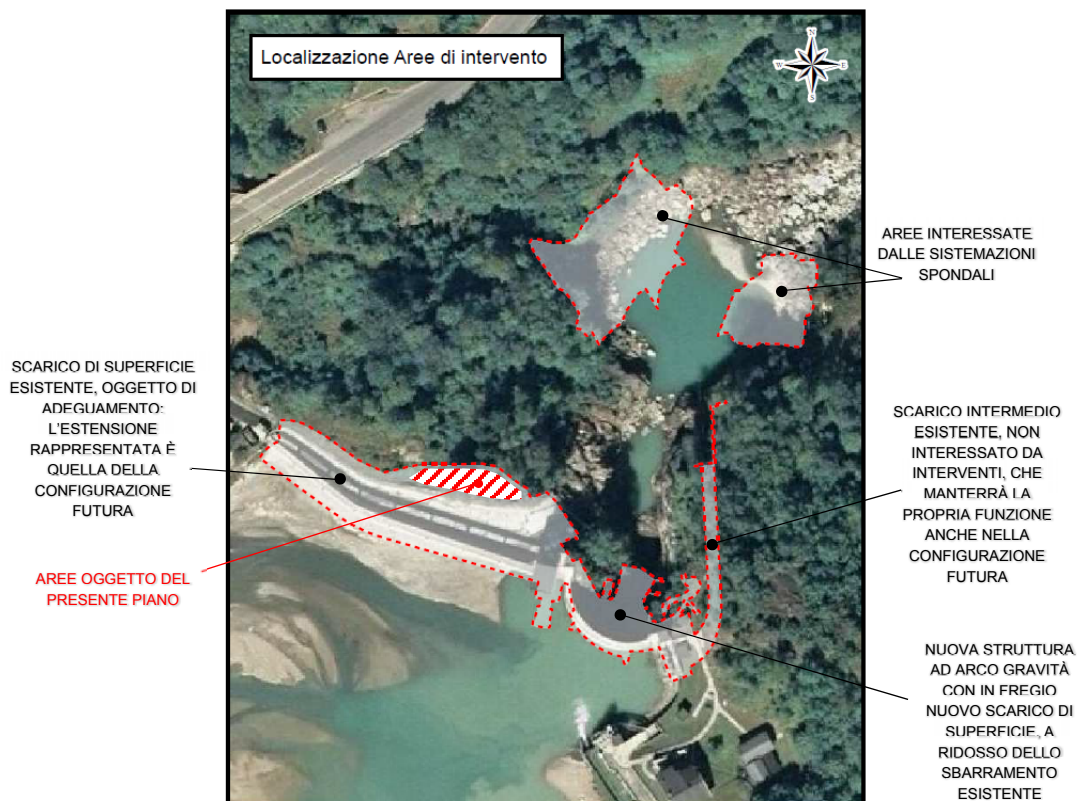 Localizzazione Aree di intervento
N
W E
S
AREE INTERESSATE
DALLE SISTEMAZIONI
SPONDALI
SCARICO DI SUPERFICIE
ESISTENTE, OGGETTO DI
ADEGUAMENTO:
L'ESTENSIONE
RAPPRESENTATA È
QUELLA DELLA
CONFIGURAZIONE
FUTURA
AREE OGGETTO DEL
PRESENTE PIANO
SCARICO INTERMEDIO
ESISTENTE, NON
INTERESSATO DA
INTERVENTI, CHE
MANTERRÀ LA
PROPRIA FUNZIONE
ANCHE NELLA
CONFIGURAZIONE
FUTURA
NUOVA STRUTTURA
AD ARCO GRAVITÀ
CON IN FREGIO
NUOVO SCARICO DI
SUPERFICIE, A
RIDOSSO DELLO
SBARRAMENTO
ESISTENTE